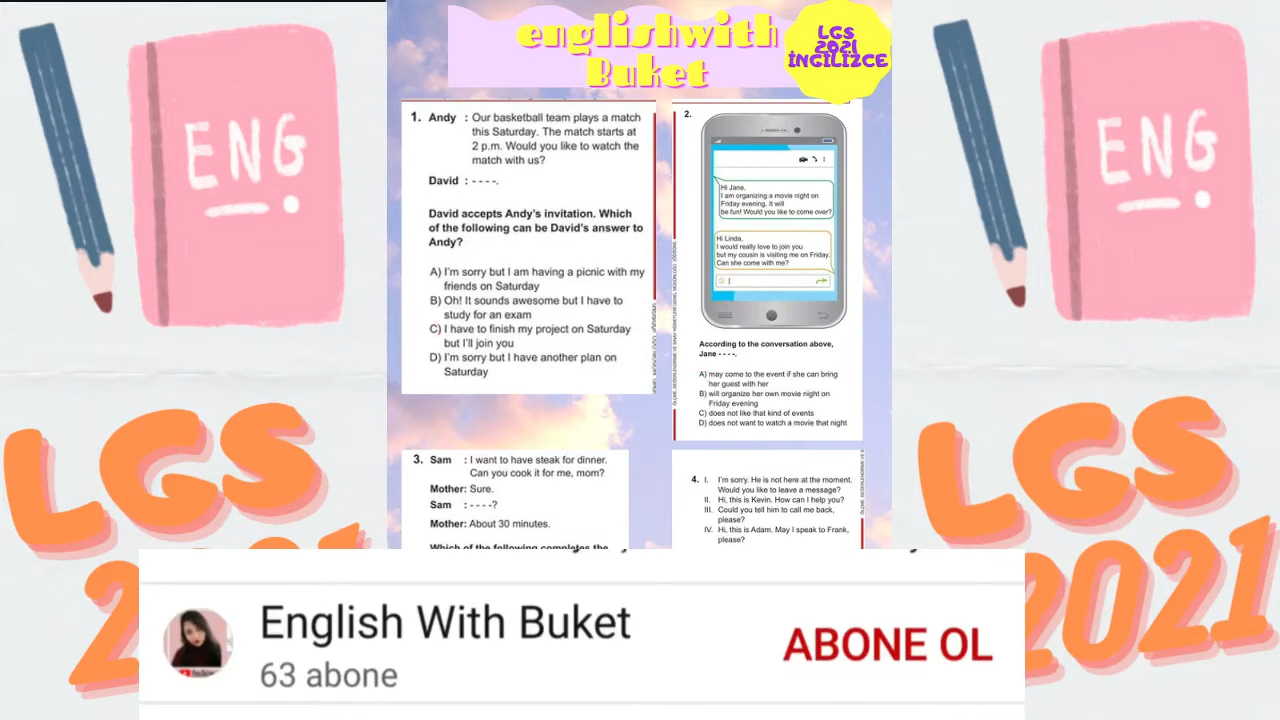 englishwith
Buket
LGS
2021
İNGİLİZCE
ENG
ENG
1. Andy : Our basketball team plays a match
this Saturday. The match starts at
2 p.m. Would you like to watch the
match with us?
David : - - - -.
David accepts Andy's invitation. Which
of the following can be David's answer to
Andy?
A) I'm sorry but I am having a picnic with my
friends on Saturday
B) Oh! It sounds awesome but I have to
study for an exam
C) I have to finish my project on Saturday
but I'll join you
D) I'm sorry but I have another plan on
Saturday
2.
Hi Jane,
I am organizing a movie night on
Friday evening. It will
be fun! Would you like to come over?
Hi Linda,
I would really love to join you
but my cousin is visiting me on Friday.
Can she come with me?
According to the conversation above,
Jane - - - -.
A) may come to the event if she can bring
her guest with her
B) will organize her own movie night on
Friday evening
C) does not like that kind of events
D) does not want to watch a movie that night
3. Sam : I want to have steak for dinner.
Can you cook it for me, mom?
Mother: Sure.
Sam : - - - -?
Mother: About 30 minutes.
Which of the following completes the
4. I. I'm sorry. He is not here at the moment.
Would you like to leave a message?
II. Hi, this is Kevin. How can I help you?
III. Could you tell him to call me back,
please?
IV. Hi, this is Adam. May I speak to Frank,
please?
LGS
2021
LGS
2021
English With Buket
63 abone
ABONE OL